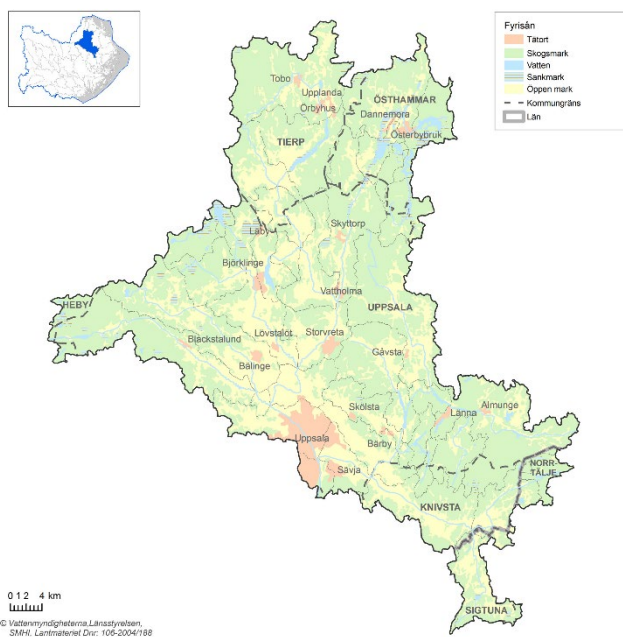 Fyrisån
Tätort
Skogsmark
Vatten
Sankmark
Öppen mark
Kommungräns
Län
Tobo
Upplanda
Örbyhus
ÖSTHAMMAR
Dannemora
Österbybruk
TIERP
Skyttorp
Läby
Björklinge
Vattholma
HEBY
UPPSALA
Lövstalöt
Storvreta
Bläckstalund
Gåvsta
Bälinge
Skölsta
Länna
Almunge
Uppsala
Bärby
Sävja
NORR-
TÄLJE
KNIVSTA
SIGTUNA
0 1 2 4 km
© Vattenmyndigheterna,Länsstyrelsen,
SMHI, Lantmäteriet Dnr: 106-2004/188